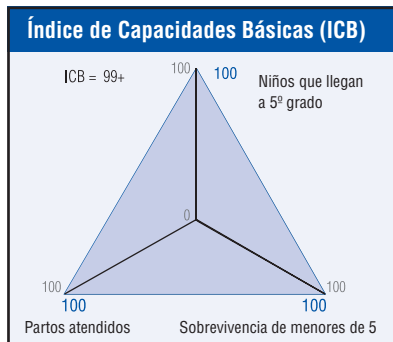 Índice de Capacidades Básicas (ICB)
ICB = 99+
100
100
Niños que llegan
a 5º grado
0
100
100
100
100
Partos atendidos
Sobrevivencia de menores de 5